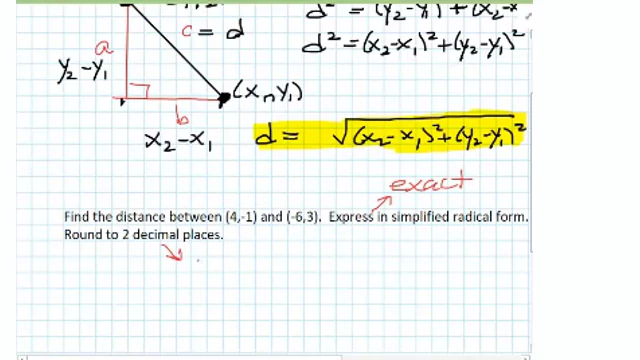 d² = (y₂-y₁)² + (x₂-x
c = d
d² = (x₂-x₁)² + (y₂-y₁)²
a
y₂-y₁
(x₁, y₁)
b
x₂-x₁
d = √(x₂-x₁)²+(y₂-y₁)²
exact
Find the distance between (4,-1) and (-6,3). Express in simplified radical form.
Round to 2 decimal places.